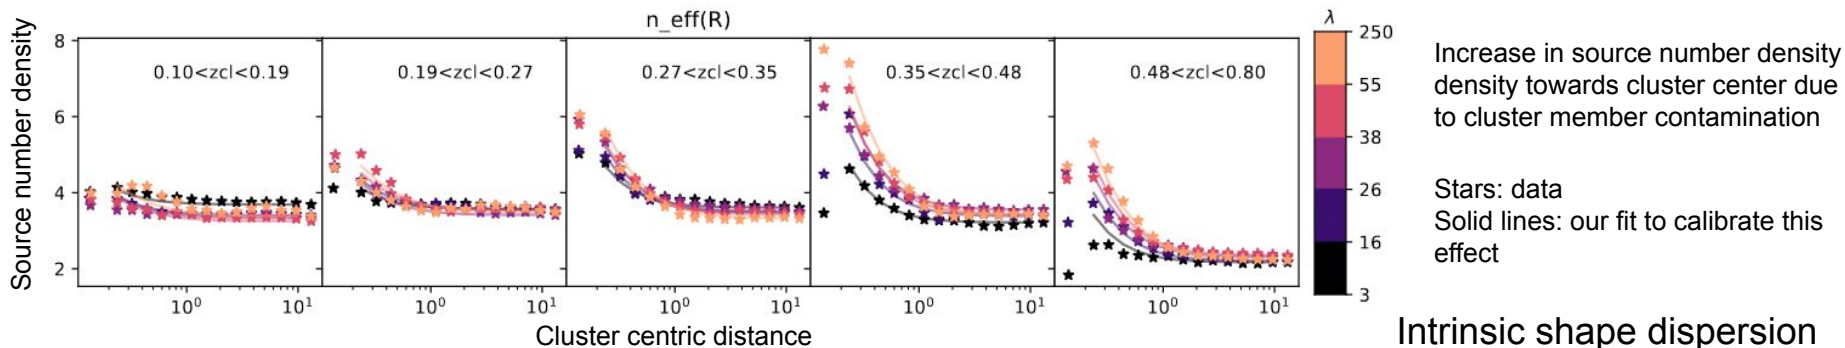 n_eff(R)
Source number density
8
6
4
2
0.10<zcl<0.19
0.19<zcl<0.27
0.27<zcl<0.35
0.35<zcl<0.48
0.48<zcl<0.80
10⁰ 10¹ 10⁰ 10¹ 10⁰ 10¹ 10⁰ 10¹ 10⁰ 10¹
Cluster centric distance
λ
250
55
38
26
16
3
Increase in source number density
density towards cluster center due
to cluster member contamination
Stars: data
Solid lines: our fit to calibrate this
effect
Intrinsic shape dispersion